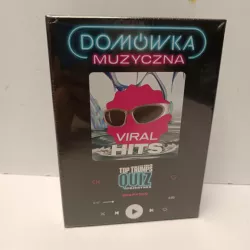 DOMÓWKA
MUZYCZNA
VIRAL
HITS
TOP TRUMPS
QUIZ